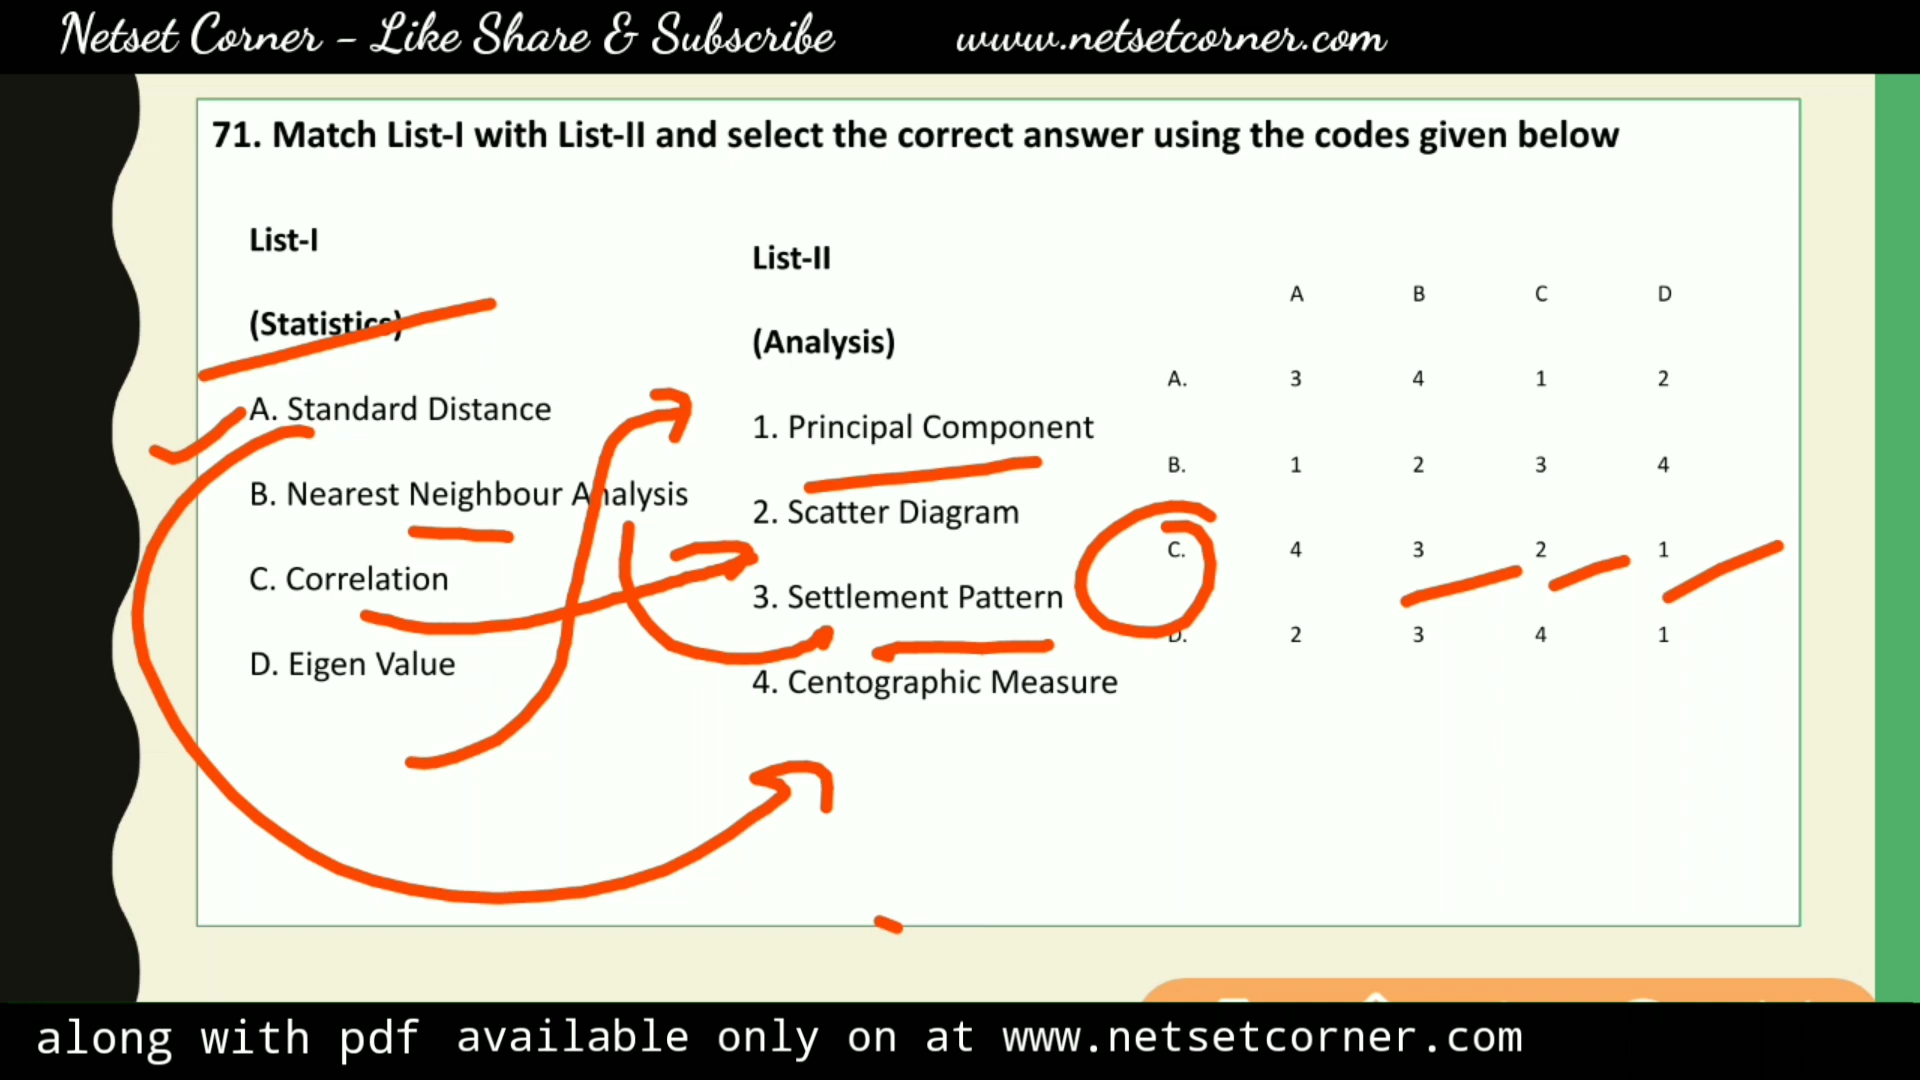 Netset Corner - Like Share & Subscribe www.netsetcorner.com
71. Match List-I with List-II and select the correct answer using the codes given below
List-I
(Statistics)
A. Standard Distance
B. Nearest Neighbour Analysis
C. Correlation
D. Eigen Value
List-II
(Analysis)
1. Principal Component
2. Scatter Diagram
3. Settlement Pattern
4. Centographic Measure
A B C D
A. 3 4 1 2
B. 1 2 3 4
C. 4 3 2 1
D. 2 3 4 1
along with pdf available only on at www.netsetcorner.com